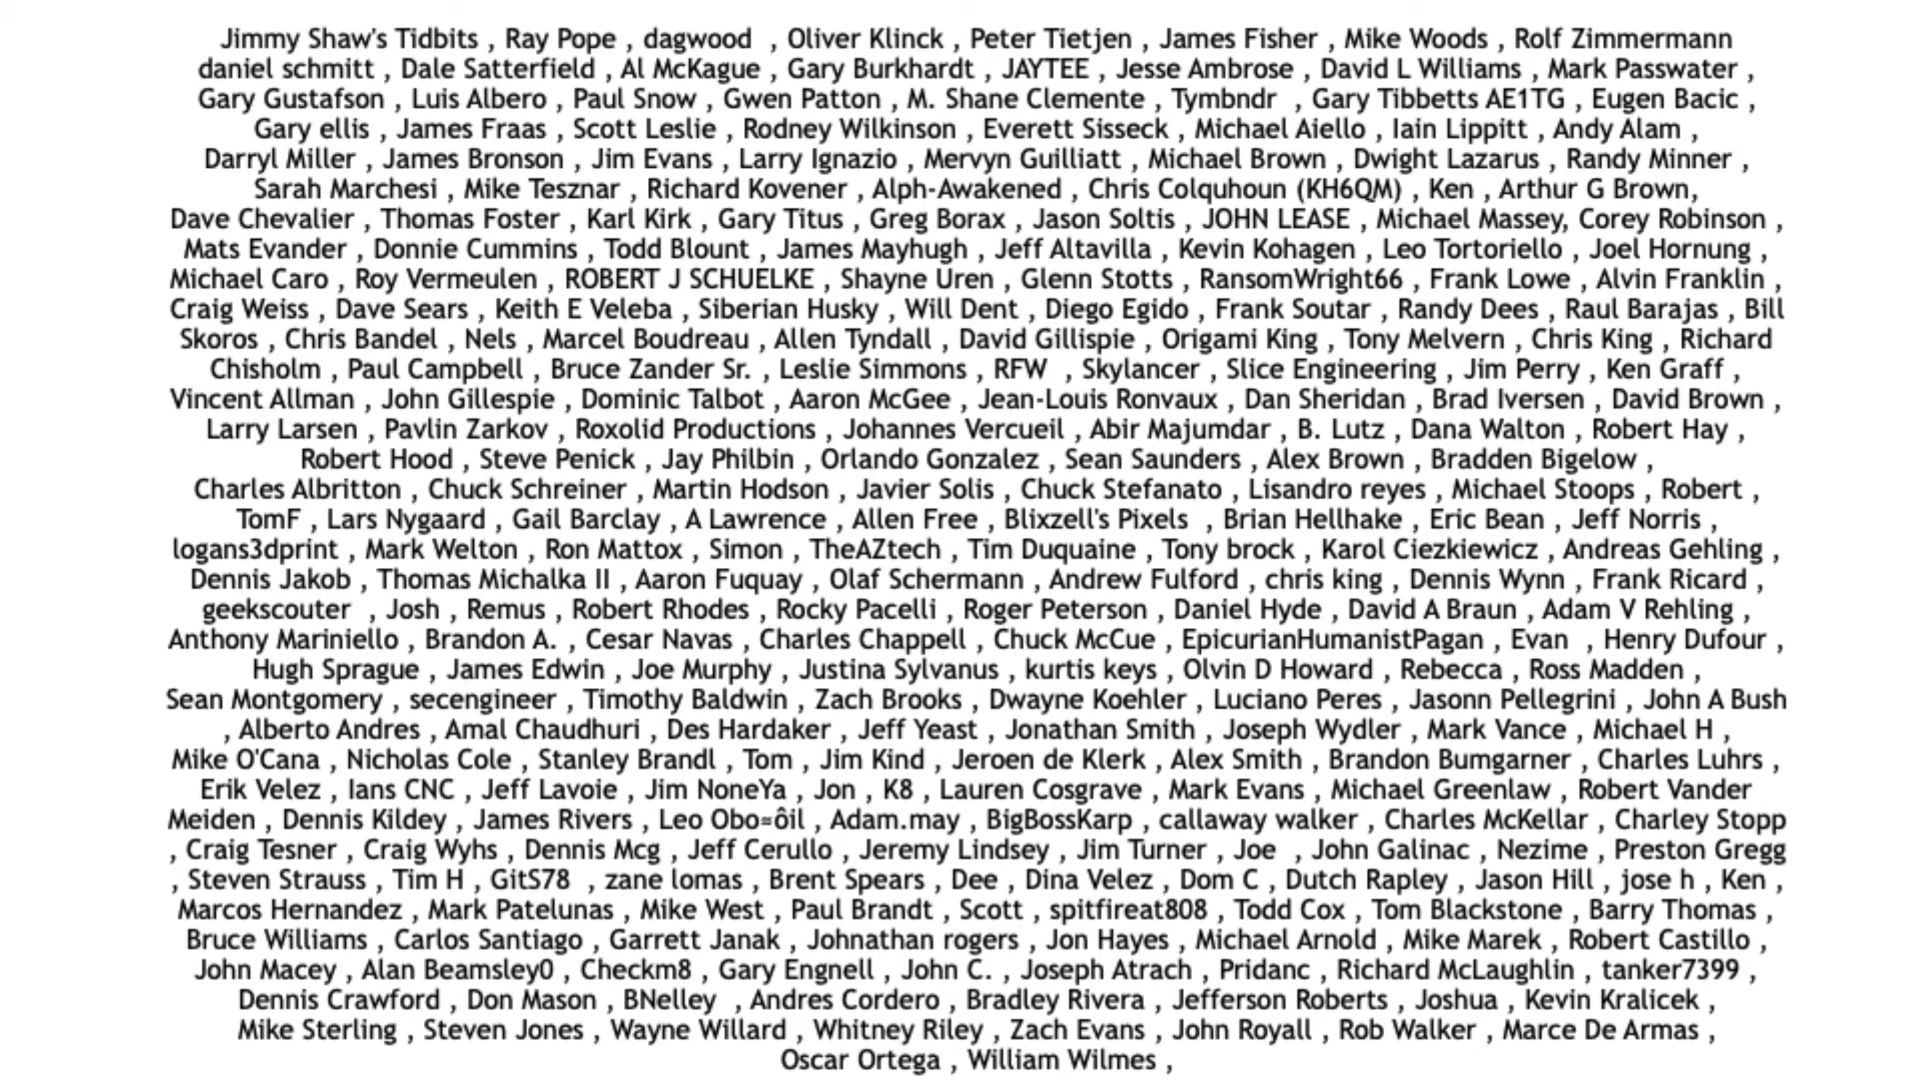 Jimmy Shaw's Tidbits , Ray Pope , dagwood , Oliver Klinck , Peter Tietjen , James Fisher , Mike Woods , Rolf Zimmermann
daniel schmitt , Dale Satterfield , Al McKague , Gary Burkhardt , JAYTEE , Jesse Ambrose , David L Williams , Mark Passwater ,
Gary Gustafson , Luis Albero , Paul Snow , Gwen Patton , M. Shane Clemente , Tymbndr , Gary Tibbetts AE1TG , Eugen Bacic ,
Gary ellis , James Fraas , Scott Leslie , Rodney Wilkinson , Everett Sisseck , Michael Aiello , Iain Lippitt , Andy Alam ,
Darryl Miller , James Bronson , Jim Evans , Larry Ignazio , Mervyn Guilliatt , Michael Brown , Dwight Lazarus , Randy Minner ,
Sarah Marchesi , Mike Tesznar , Richard Kovener , Alph-Awakened , Chris Colquhoun (KH6QM) , Ken , Arthur G Brown,
Dave Chevalier , Thomas Foster , Karl Kirk , Gary Titus , Greg Borax , Jason Soltis , JOHN LEASE , Michael Massey, Corey Robinson ,
Mats Evander , Donnie Cummins , Todd Blount , James Mayhugh , Jeff Altavilla , Kevin Kohagen , Leo Tortoriello , Joel Hornung ,
Michael Caro , Roy Vermeulen , ROBERT J SCHUELKE , Shayne Uren , Glenn Stotts , RansomWright66 , Frank Lowe , Alvin Franklin ,
Craig Weiss , Dave Sears , Keith E Veleba , Siberian Husky , Will Dent , Diego Egido , Frank Soutar , Randy Dees , Raul Barajas , Bill
Skoros , Chris Bandel , Nels , Marcel Boudreau , Allen Tyndall , David Gillispie , Origami King , Tony Melvern , Chris King , Richard
Chisholm , Paul Campbell , Bruce Zander Sr. , Leslie Simmons , RFW , Skylancer , Slice Engineering , Jim Perry , Ken Graff ,
Vincent Allman , John Gillespie , Dominic Talbot , Aaron McGee , Jean-Louis Ronvaux , Dan Sheridan , Brad Iversen , David Brown ,
Larry Larsen , Pavlin Zarkov , Roxolid Productions , Johannes Vercueil , Abir Majumdar , B. Lutz , Dana Walton , Robert Hay ,
Robert Hood , Steve Penick , Jay Philbin , Orlando Gonzalez , Sean Saunders , Alex Brown , Bradden Bigelow ,
Charles Albritton , Chuck Schreiner , Martin Hodson , Javier Solis , Chuck Stefanato , Lisandro reyes , Michael Stoops , Robert ,
TomF , Lars Nygaard , Gail Barclay , A Lawrence , Allen Free , Blixzell's Pixels , Brian Hellhake , Eric Bean , Jeff Norris ,
logans3dprint , Mark Welton , Ron Mattox , Simon , TheAZtech , Tim Duquaine , Tony brock , Karol Ciezkiewicz , Andreas Gehling ,
Dennis Jakob , Thomas Michalka II , Aaron Fuquay , Olaf Schermann , Andrew Fulford , chris king , Dennis Wynn , Frank Ricard ,
geekscouter , Josh , Remus , Robert Rhodes , Rocky Pacelli , Roger Peterson , Daniel Hyde , David A Braun , Adam V Rehling ,
Anthony Mariniello , Brandon A. , Cesar Navas , Charles Chappell , Chuck McCue , EpicurianHumanistPagan , Evan , Henry Dufour ,
Hugh Sprague , James Edwin , Joe Murphy , Justina Sylvanus , kurtis keys , Olvin D Howard , Rebecca , Ross Madden ,
Sean Montgomery , secengineer , Timothy Baldwin , Zach Brooks , Dwayne Koehler , Luciano Peres , Jasonn Pellegrini , John A Bush
, Alberto Andres , Amal Chaudhuri , Des Hardaker , Jeff Yeast , Jonathan Smith , Joseph Wydler , Mark Vance , Michael H ,
Mike O'Cana , Nicholas Cole , Stanley Brandl , Tom , Jim Kind , Jeroen de Klerk , Alex Smith , Brandon Bumgarner , Charles Luhrs ,
Erik Velez , Ians CNC , Jeff Lavoie , Jim NoneYa , Jon , K8 , Lauren Cosgrave , Mark Evans , Michael Greenlaw , Robert Vander
Meiden , Dennis Kildey , James Rivers , Leo Obo≈ôil , Adam.may , BigBossKarp , callaway walker , Charles McKellar , Charley Stopp
, Craig Tesner , Craig Wyhs , Dennis Mcg , Jeff Cerullo , Jeremy Lindsey , Jim Turner , Joe , John Galinac , Nezime , Preston Gregg
, Steven Strauss , Tim H , GitS78 , zane lomas , Brent Spears , Dee , Dina Velez , Dom C , Dutch Rapley , Jason Hill , jose h , Ken ,
Marcos Hernandez , Mark Patelunas , Mike West , Paul Brandt , Scott , spitfireat808 , Todd Cox , Tom Blackstone , Barry Thomas ,
Bruce Williams , Carlos Santiago , Garrett Janak , Johnathan rogers , Jon Hayes , Michael Arnold , Mike Marek , Robert Castillo ,
John Macey , Alan Beamsley0 , Checkm8 , Gary Engnell , John C. , Joseph Atrach , Pridanc , Richard McLaughlin , tanker7399 ,
Dennis Crawford , Don Mason , BNelley , Andres Cordero , Bradley Rivera , Jefferson Roberts , Joshua , Kevin Kralicek ,
Mike Sterling , Steven Jones , Wayne Willard , Whitney Riley , Zach Evans , John Royall , Rob Walker , Marce De Armas ,
Oscar Ortega , William Wilmes ,